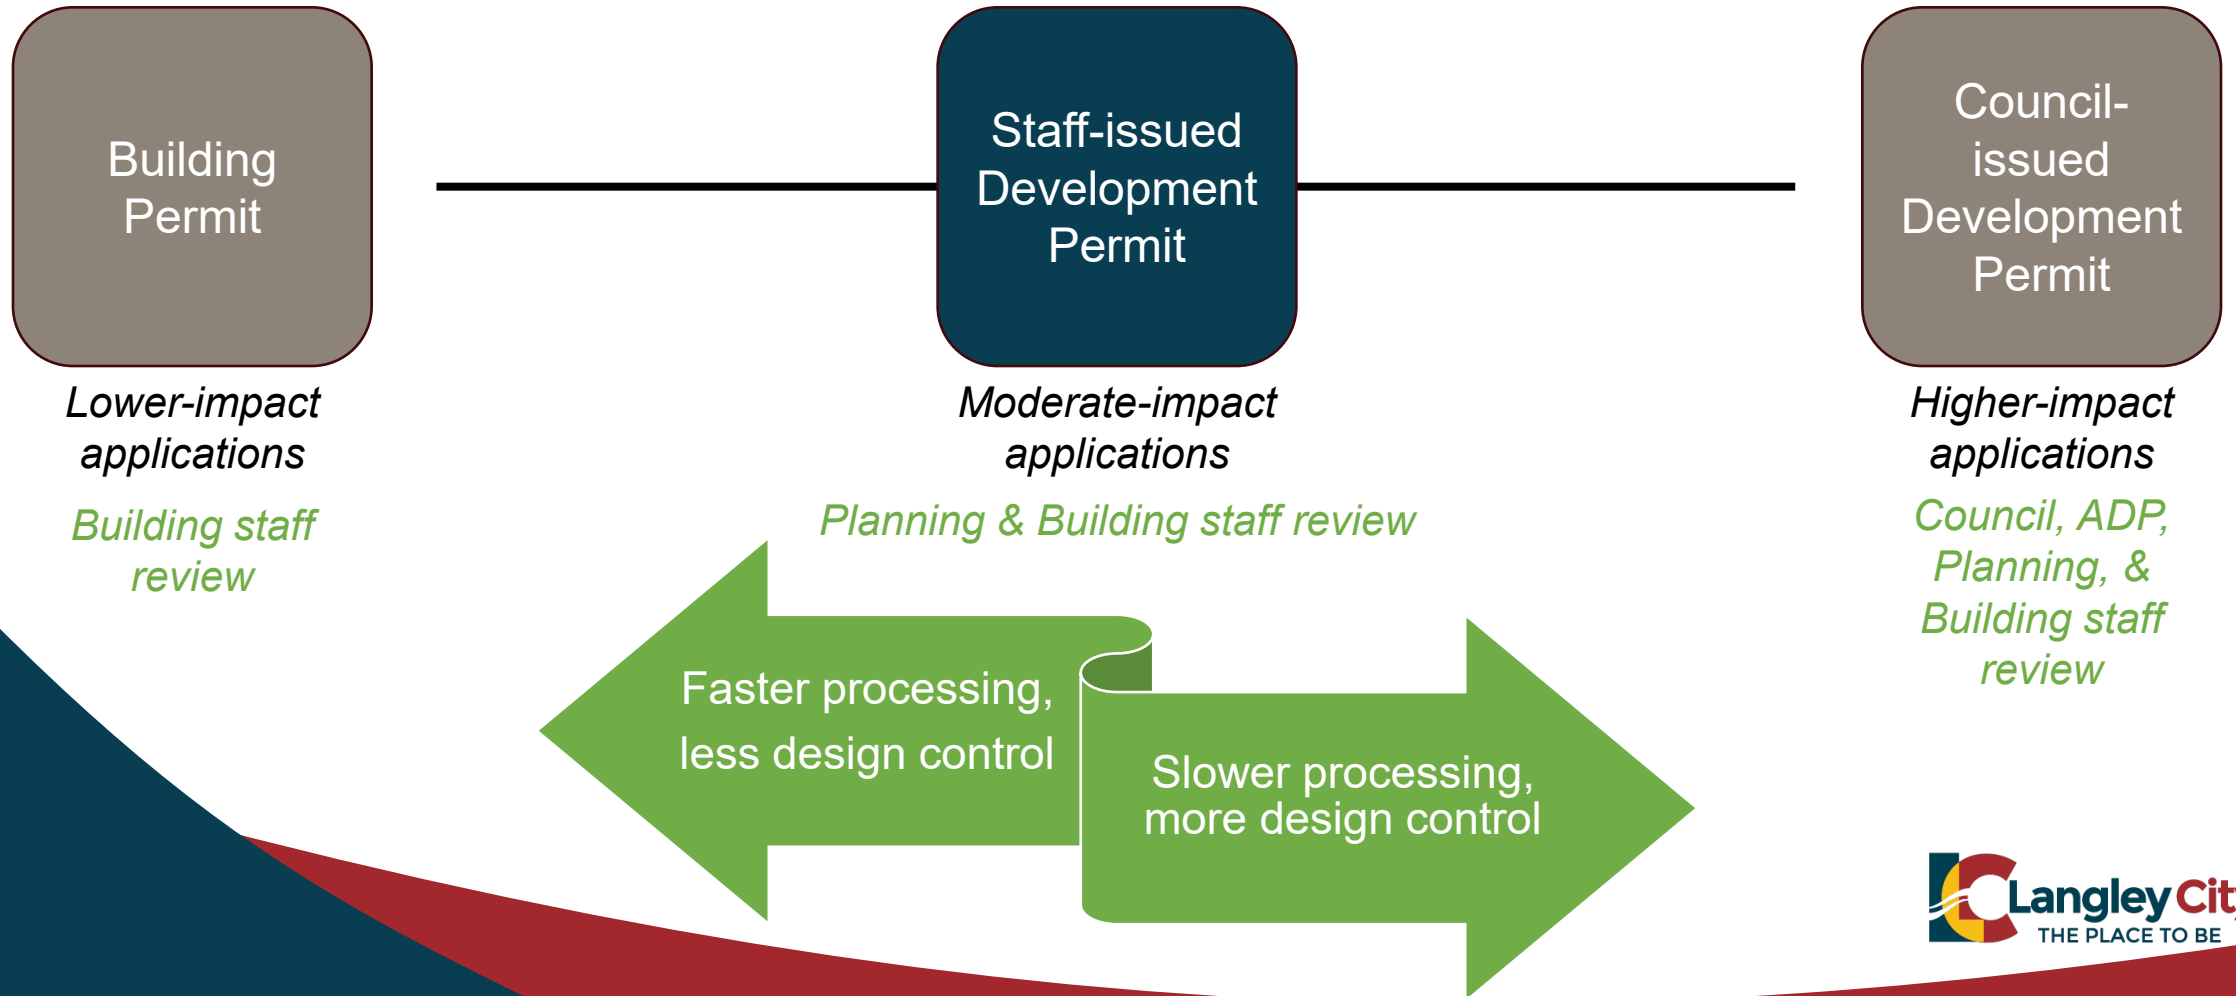 Building
Permit
Lower-impact
applications
Building staff
review
Staff-issued
Development
Permit
Moderate-impact
applications
Planning & Building staff review
Council-
issued
Development
Permit
Higher-impact
applications
Council, ADP,
Planning, &
Building staff
review
Faster processing,
less design control
Slower processing,
more design control
Langley City
THE PLACE TO BE